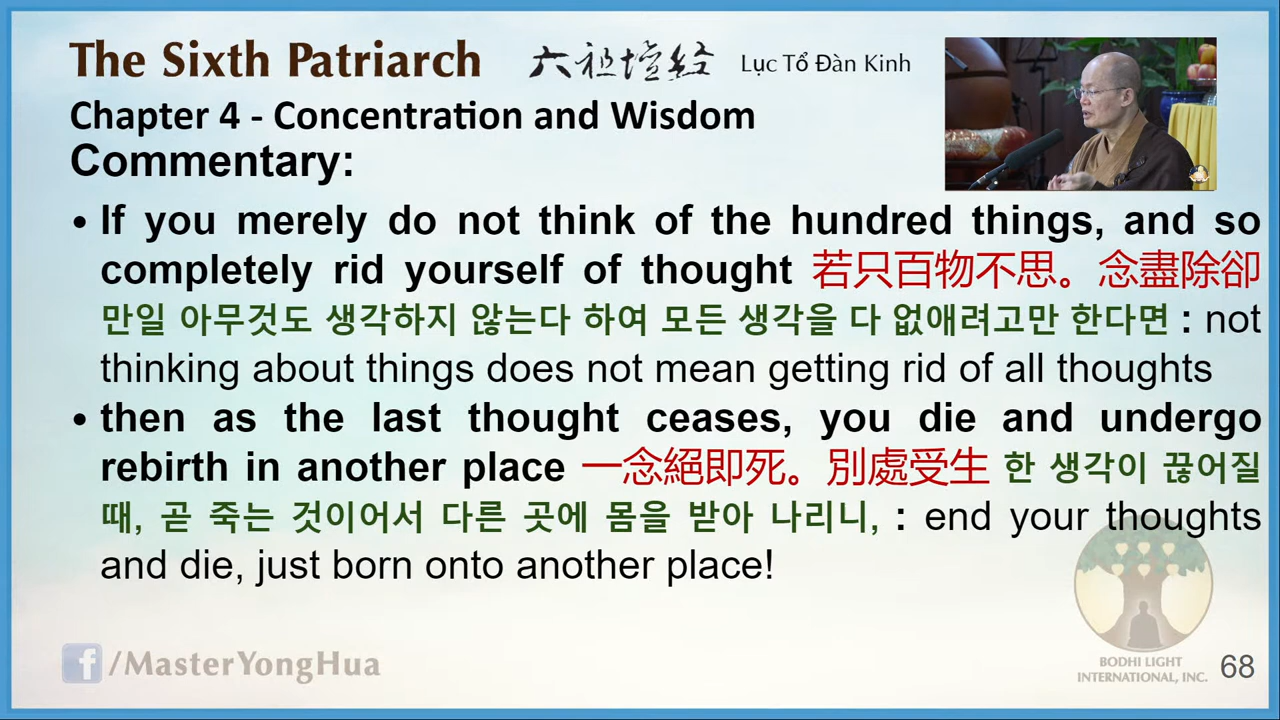 The Sixth Patriarch 六祖壇経 Lục Tổ Đàn Kinh
Chapter 4 - Concentration and Wisdom
Commentary:
• If you merely do not think of the hundred things, and so
completely rid yourself of thought 若只百物不思。念盡除卻
만일 아무것도 생각하지 않는다 하여 모든 생각을 다 없애려고만 한다면 : not
thinking about things does not mean getting rid of all thoughts
• then as the last thought ceases, you die and undergo
rebirth in another place 一念絕即死。別處受生 한 생각이 끊어질
때, 곧 죽는 것이어서 다른 곳에 몸을 받아 나리니, : end your thoughts
and die, just born onto another place!
f /MasterYongHua
BODHI LIGHT
INTERNATIONAL, INC.
68